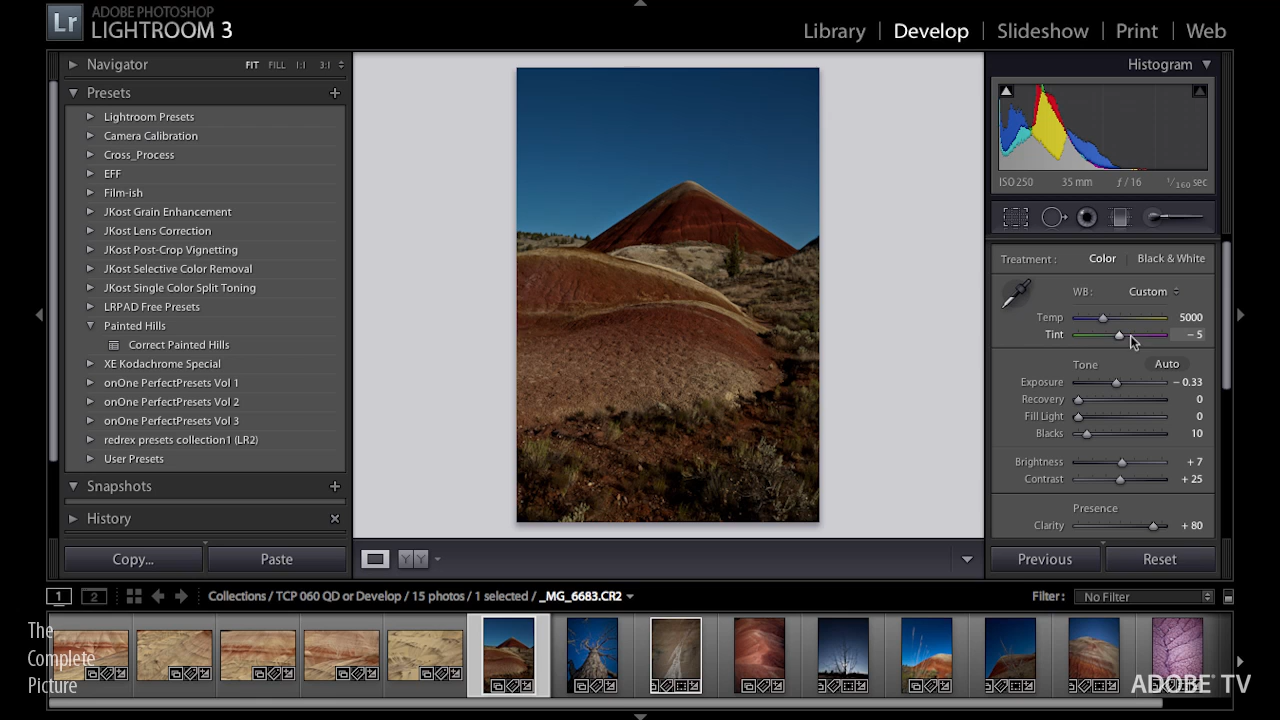 ADOBE PHOTOSHOP
Lr LIGHTROOM 3
Library | Develop | Slideshow | Print | Web
Navigator FIT FILL 1:1 3:1
Presets
Lightroom Presets
Camera Calibration
Cross_Process
EFF
Film-ish
JKost Grain Enhancement
JKost Lens Correction
JKost Post-Crop Vignetting
JKost Selective Color Removal
JKost Single Color Split Toning
LRPAD Free Presets
Painted Hills
Correct Painted Hills
XE Kodachrome Special
onOne PerfectPresets Vol 1
onOne PerfectPresets Vol 2
onOne PerfectPresets Vol 3
redrex presets collection1 (LR2)
User Presets
Snapshots
History
Copy... Paste
Histogram
ISO 250 35 mm ƒ / 16 1/160 sec
Treatment : Color | Black & White
WB: Custom
Temp 5000
Tint – 5
Tone Auto
Exposure – 0.33
Recovery 0
Fill Light 0
Blacks 10
Brightness + 7
Contrast + 25
Presence
Clarity + 80
Previous Reset
Y Y
1 2 Collections / TCP 060 QD or Develop / 15 photos / 1 selected / _MG_6683.CR2 Filter : No Filter
The
Complete
Picture
ADOBE® TV